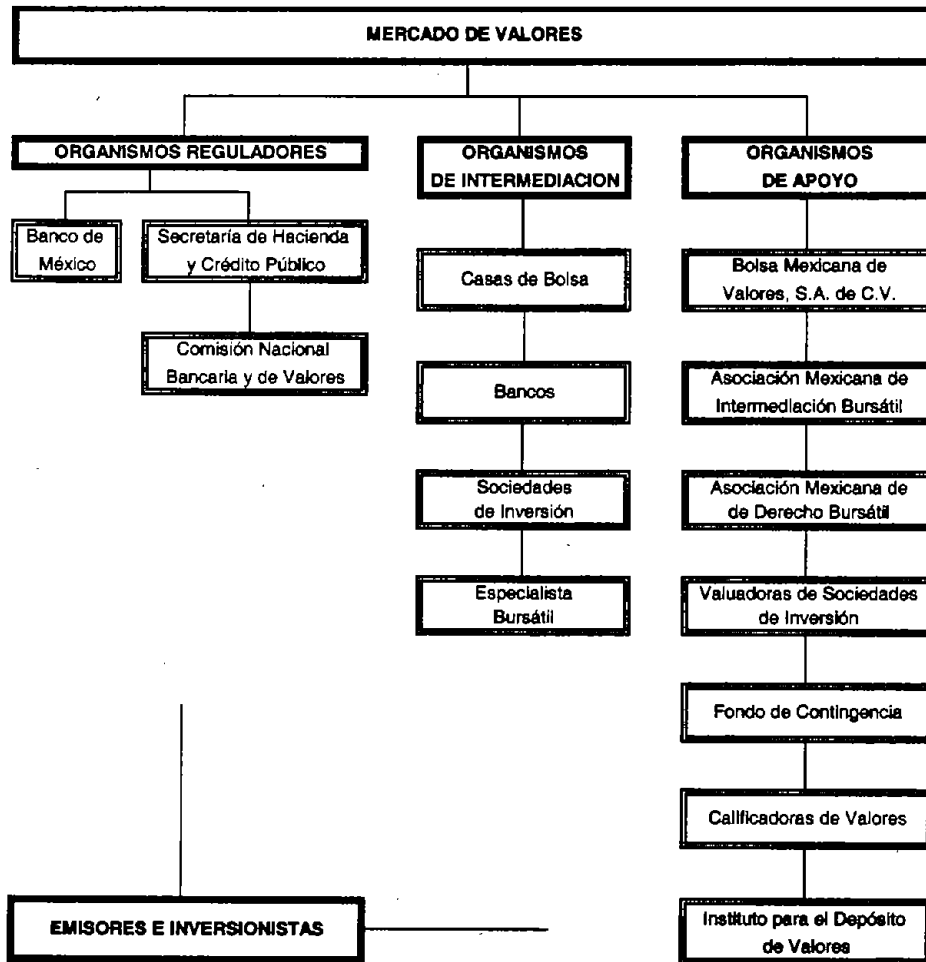 MERCADO DE VALORES
ORGANISMOS REGULADORES
Banco de
México
Secretaría de Hacienda
y Crédito Público
Comisión Nacional
Bancaria y de Valores
ORGANISMOS
DE INTERMEDIACION
Casas de Bolsa
Bancos
Sociedades
de Inversión
Especialista
Bursátil
ORGANISMOS
DE APOYO
Bolsa Mexicana de
Valores, S.A. de C.V.
Asociación Mexicana de
Intermediación Bursátil
Asociación Mexicana de
de Derecho Bursátil
Valuadoras de Sociedades
de Inversión
Fondo de Contingencia
Calificadoras de Valores
Instituto para el Depósito
de Valores
EMISORES E INVERSIONISTAS